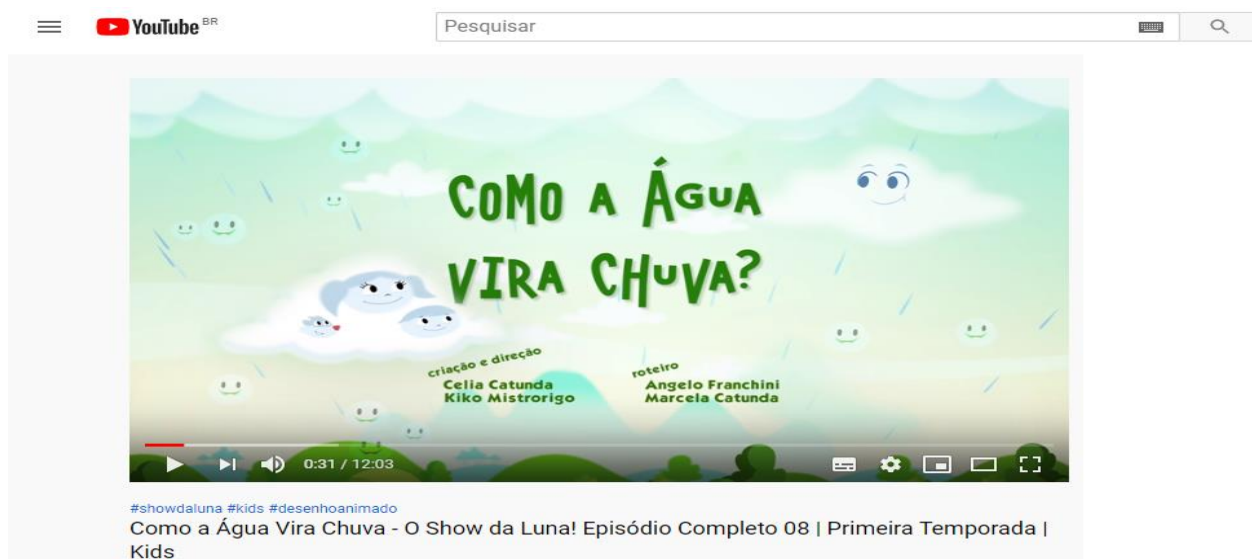 YouTube BR
Pesquisar
COMO A ÁGUA
VIRA CHUVA?
criação e direção
Celia Catunda
Kiko Mistrorigo
roteiro
Angelo Franchini
Marcela Catunda
0:31 / 12:03
#showdaluna #kids #desenhoanimado
Como a Água Vira Chuva - O Show da Luna! Episódio Completo 08 | Primeira Temporada |
Kids